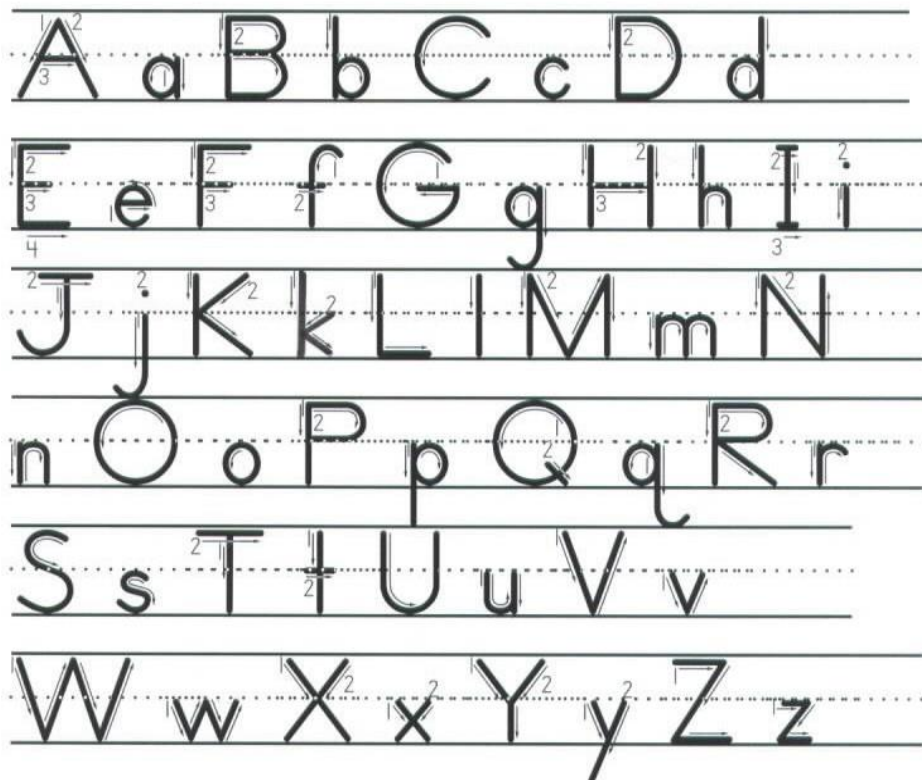 A a B b C c D d
E e F f G g H h I i
J j K k L l M m N
n O o P p Q q R r
S s T t U u V v
W w X x Y y Z z